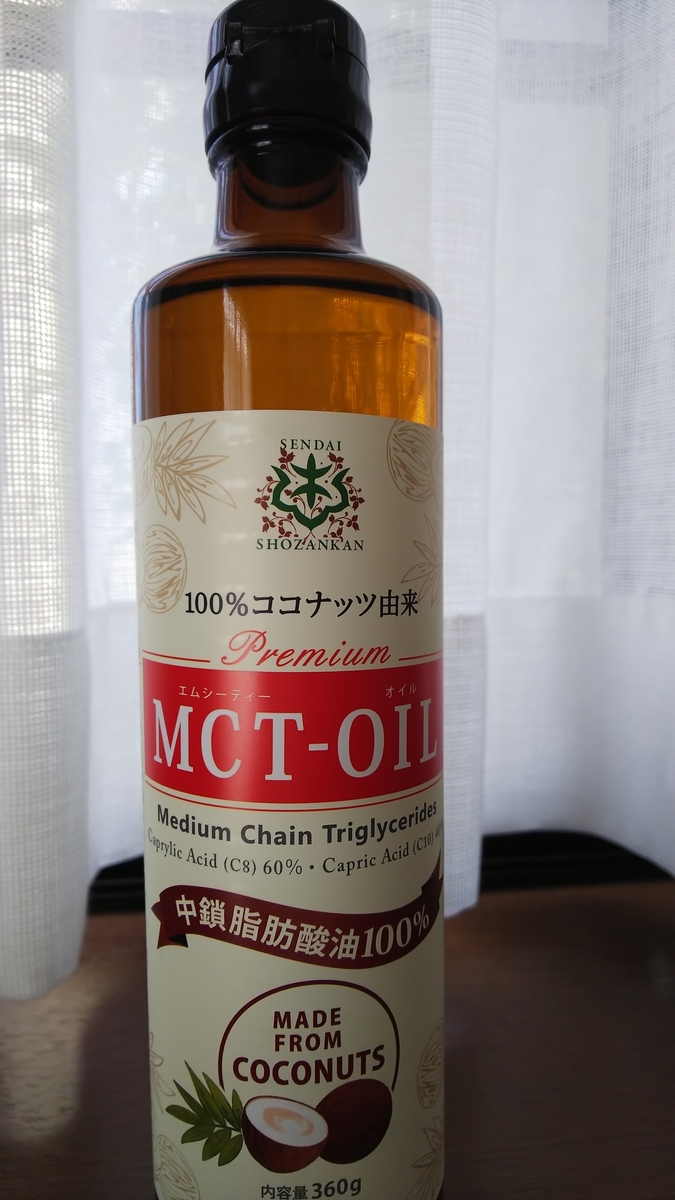 SENDAI
SHOZANKAN
100%ココナッツ由来
Premium
エムシーティー オイル
MCT-OIL
Medium Chain Triglycerides
Caprylic Acid (C8) 60%・Capric Acid (C10)
中鎖脂肪酸油100%
MADE
FROM
COCONUTS
内容量360g